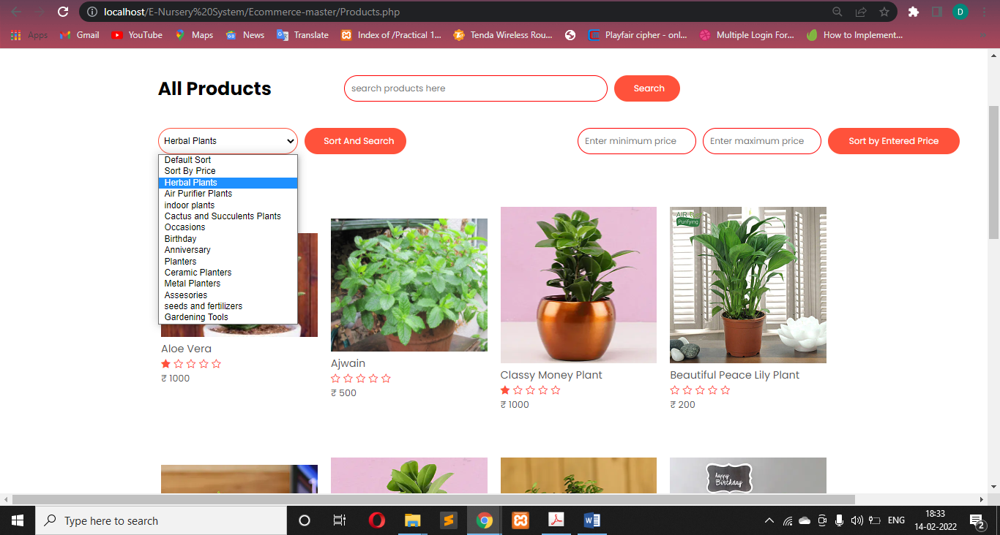 localhost/E-Nursery%20System/Ecommerce-master/Products.php
Apps Gmail YouTube Maps News Translate Index of /Practical 1... Tenda Wireless Rou... Playfair cipher - onl... Multiple Login For... How to Implement...
D
All Products
search products here
Search
Herbal Plants
Sort And Search
Enter minimum price
Enter maximum price
Sort by Entered Price
Default Sort
Sort By Price
Herbal Plants
Air Purifier Plants
indoor plants
Cactus and Succulents Plants
Occasions
Birthday
Anniversary
Planters
Ceramic Planters
Metal Planters
Assesories
seeds and fertilizers
Gardening Tools
Purifying
Aloe Vera
₹ 1000
Ajwain
₹ 500
Classy Money Plant
₹ 1000
Beautiful Peace Lily Plant
₹ 200
happy
Birthday
Type here to search
ENG
18:33
14-02-2022
2